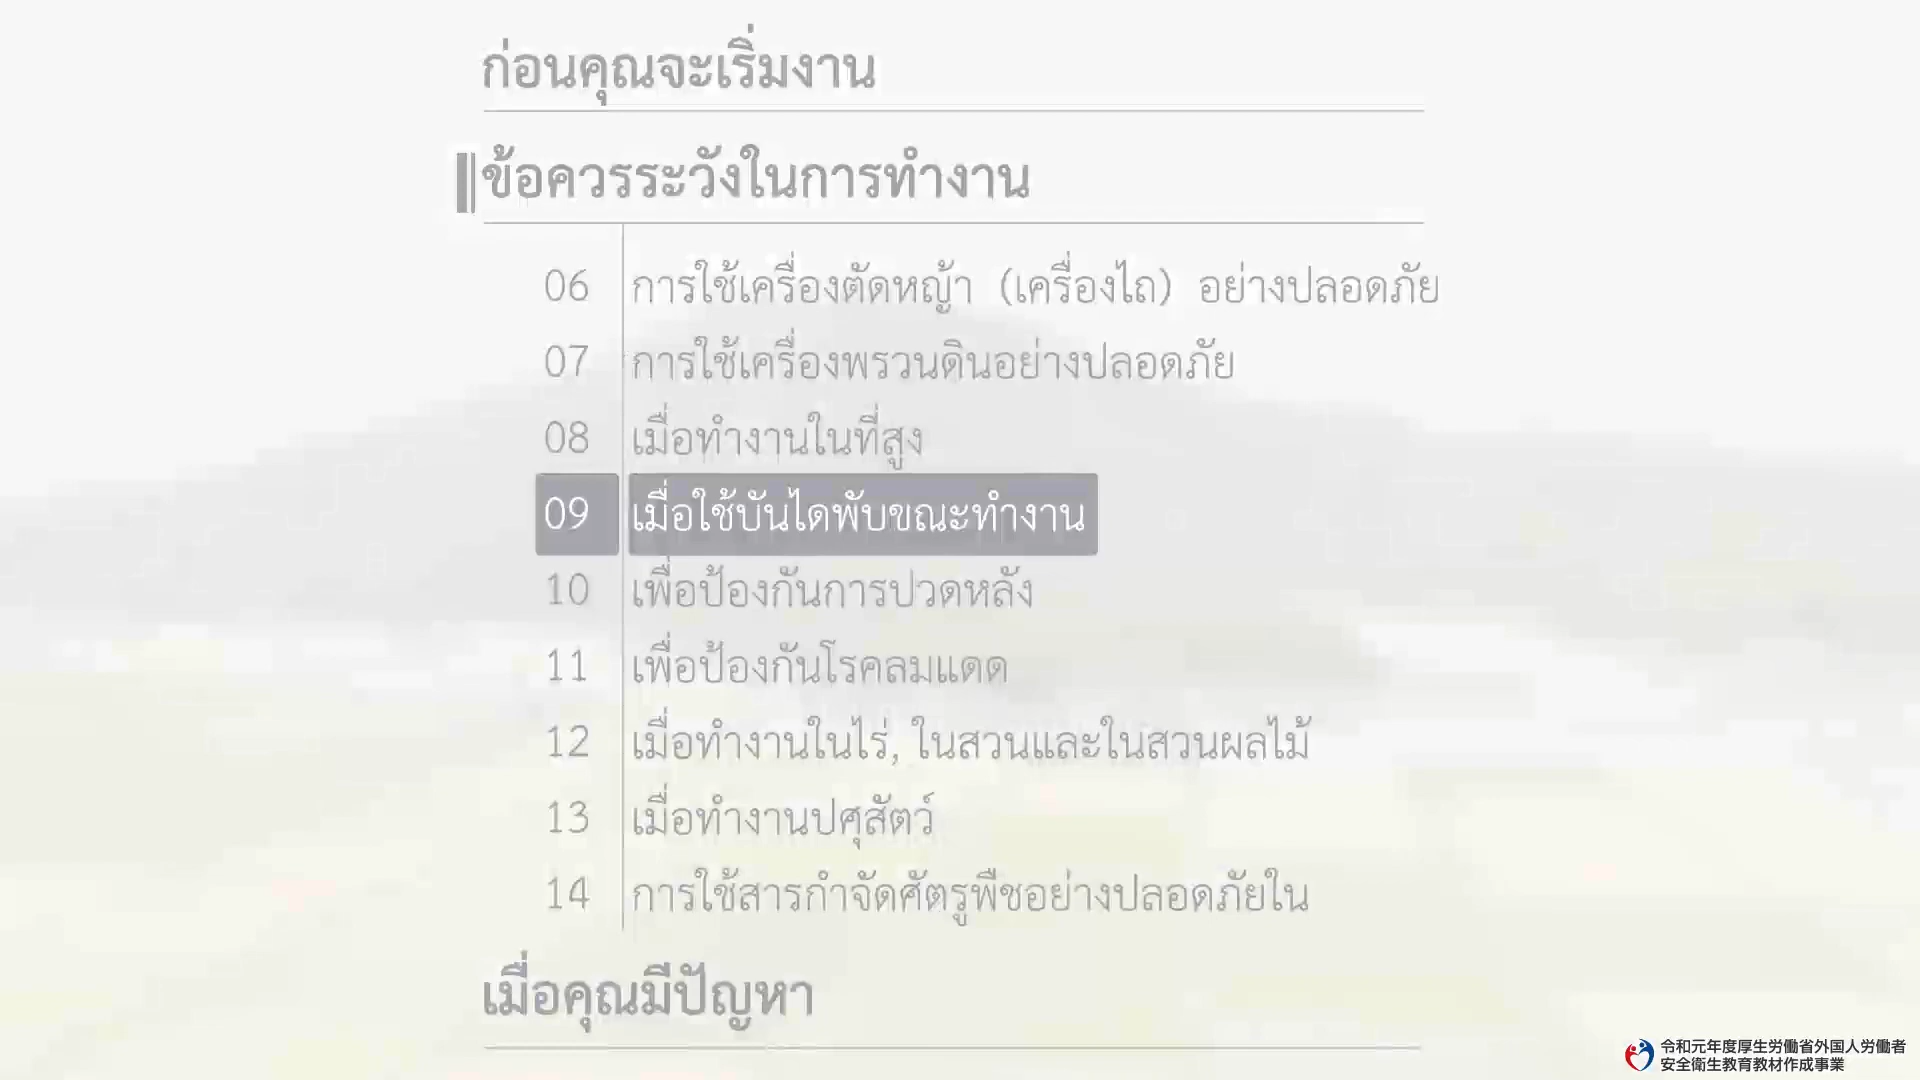 ก่อนคุณจะเริ่มงาน
ข้อควรระวังในการทำงาน
06 การใช้เครื่องตัดหญ้า (เครื่องไถ) อย่างปลอดภัย
07 การใช้เครื่องพรวนดินอย่างปลอดภัย
08 เมื่อทำงานในที่สูง
09 เมื่อใช้บันไดพับขณะทำงาน
10 เพื่อป้องกันการปวดหลัง
11 เพื่อป้องกันโรคลมแดด
12 เมื่อทำงานในไร่, ในสวนและในสวนผลไม้
13 เมื่อทำงานปศุสัตว์
14 การใช้สารกำจัดศัตรูพืชอย่างปลอดภัยใน
เมื่อคุณมีปัญหา
令和元年度厚生労働省外国人労働者
安全衛生教育教材作成事業